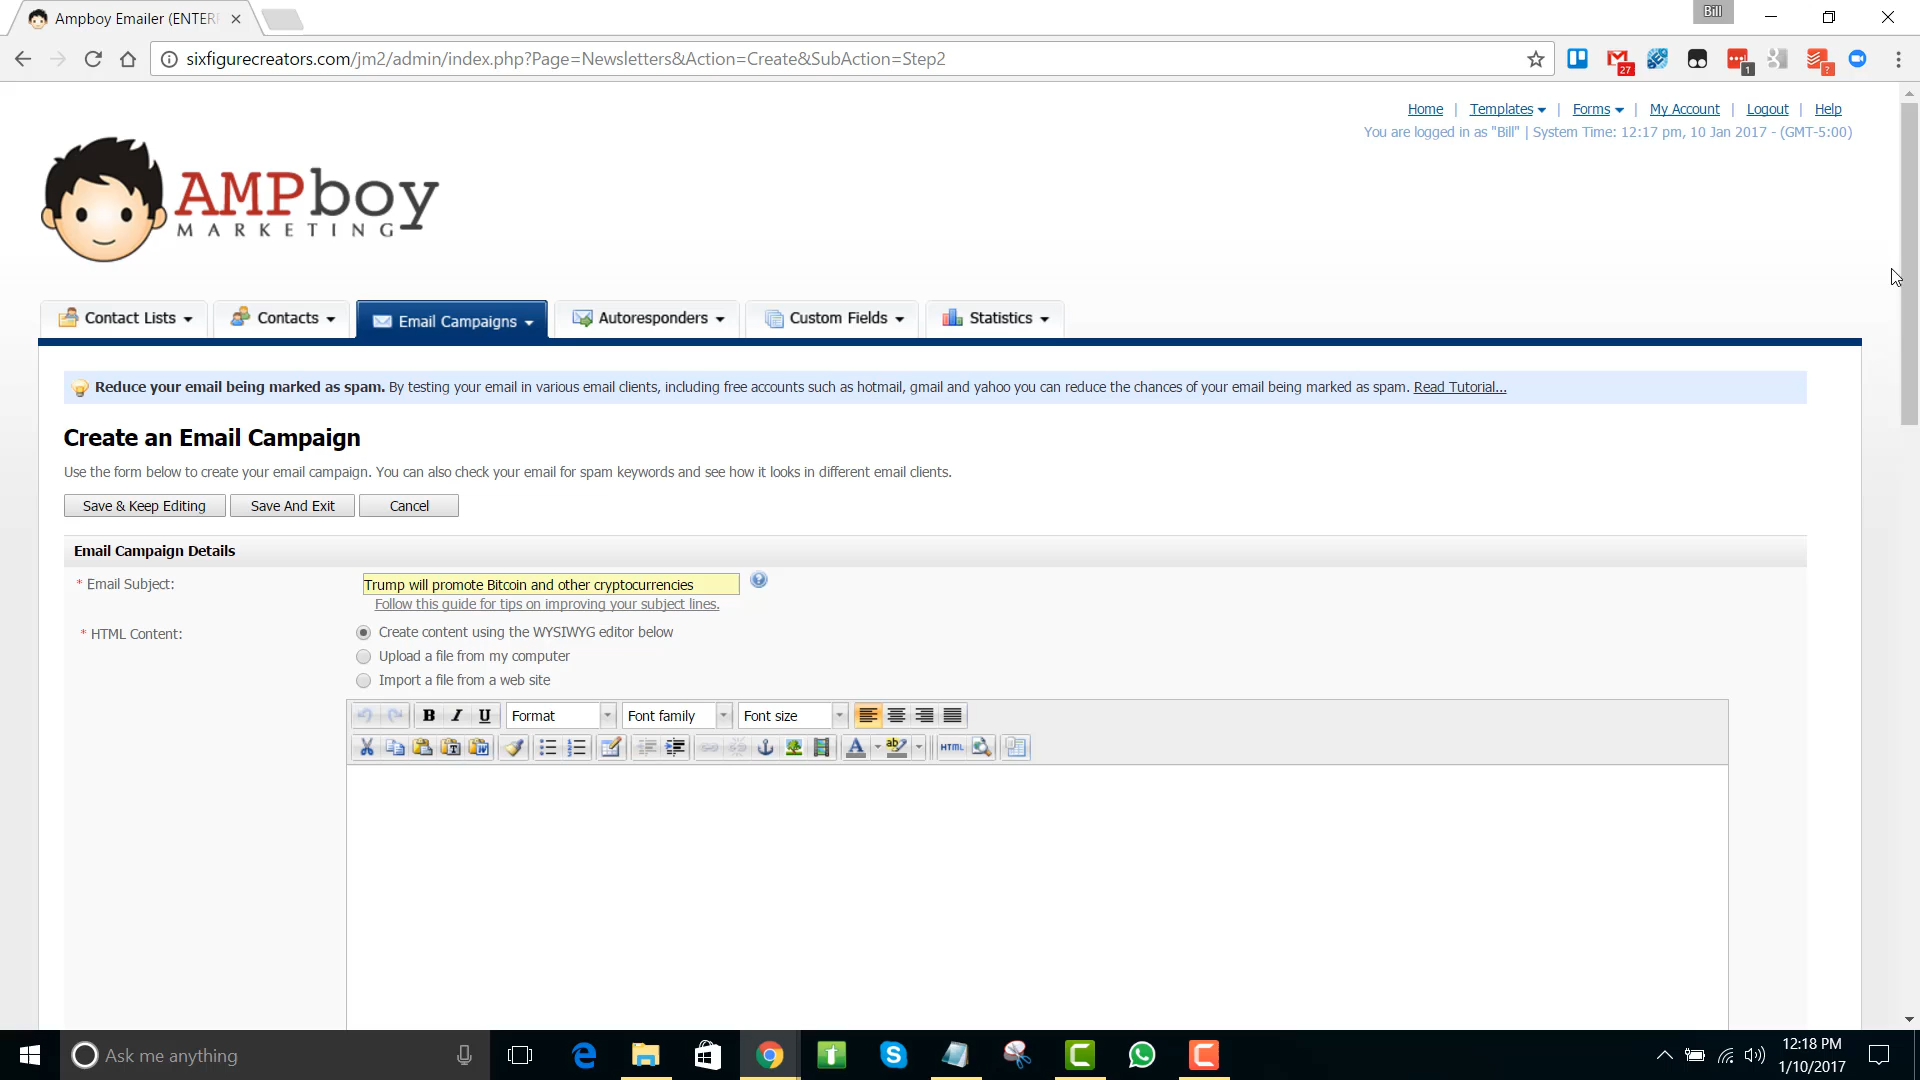 Ampboy Emailer (ENTER
Bill
sixfigurecreators.com/jm2/admin/index.php?Page=Newsletters&Action=Create&SubAction=Step2
27
1
?
Home | Templates | Forms | My Account | Logout | Help
You are logged in as "Bill" | System Time: 12:17 pm, 10 Jan 2017 - (GMT-5:00)
AMPboy
MARKETING
Contact Lists
Contacts
Email Campaigns
Autoresponders
Custom Fields
Statistics
Reduce your email being marked as spam. By testing your email in various email clients, including free accounts such as hotmail, gmail and yahoo you can reduce the chances of your email being marked as spam. Read Tutorial...
Create an Email Campaign
Use the form below to create your email campaign. You can also check your email for spam keywords and see how it looks in different email clients.
Save & Keep Editing
Save And Exit
Cancel
Email Campaign Details
* Email Subject:
Trump will promote Bitcoin and other cryptocurrencies
Follow this guide for tips on improving your subject lines.
* HTML Content:
Create content using the WYSIWYG editor below
Upload a file from my computer
Import a file from a web site
B I U
Format
Font family
Font size
A
ab
HTML
Ask me anything
12:18 PM
1/10/2017